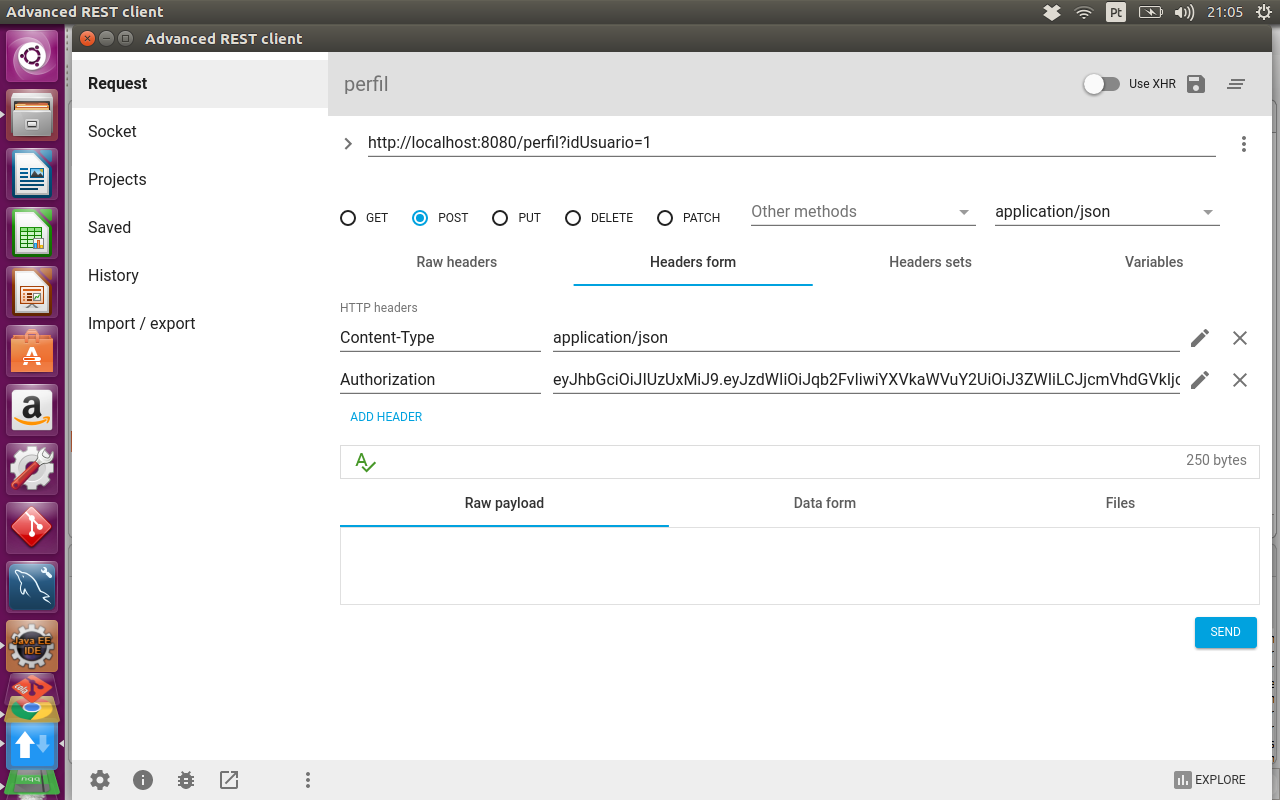 Advanced REST client
Pt
21:05
Advanced REST client
Request
Socket
Projects
Saved
History
Import / export
perfil
Use XHR
http://localhost:8080/perfil?idUsuario=1
GET
POST
PUT
DELETE
PATCH
Other methods
application/json
Raw headers
Headers form
Headers sets
Variables
HTTP headers
Content-Type
application/json
Authorization
eyJhbGciOiJIUzUxMiJ9.eyJzdWIiOiJqb2FvIiwiYXVkaWVuY2UiOiJ3ZWIiLCJjcmVhdGVkIjc
ADD HEADER
250 bytes
Raw payload
Data form
Files
SEND
Java EE
IDE
EXPLORE